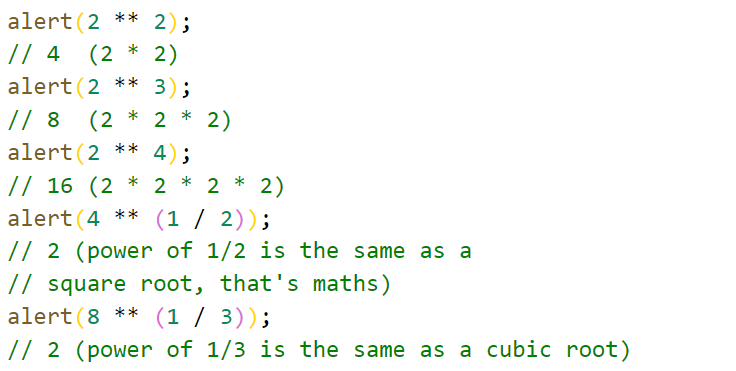 alert(2 ** 2);
// 4  (2 * 2)
alert(2 ** 3);
// 8  (2 * 2 * 2)
alert(2 ** 4);
// 16 (2 * 2 * 2 * 2)
alert(4 ** (1 / 2));
// 2 (power of 1/2 is the same as a
// square root, that's maths)
alert(8 ** (1 / 3));
// 2 (power of 1/3 is the same as a cubic root)